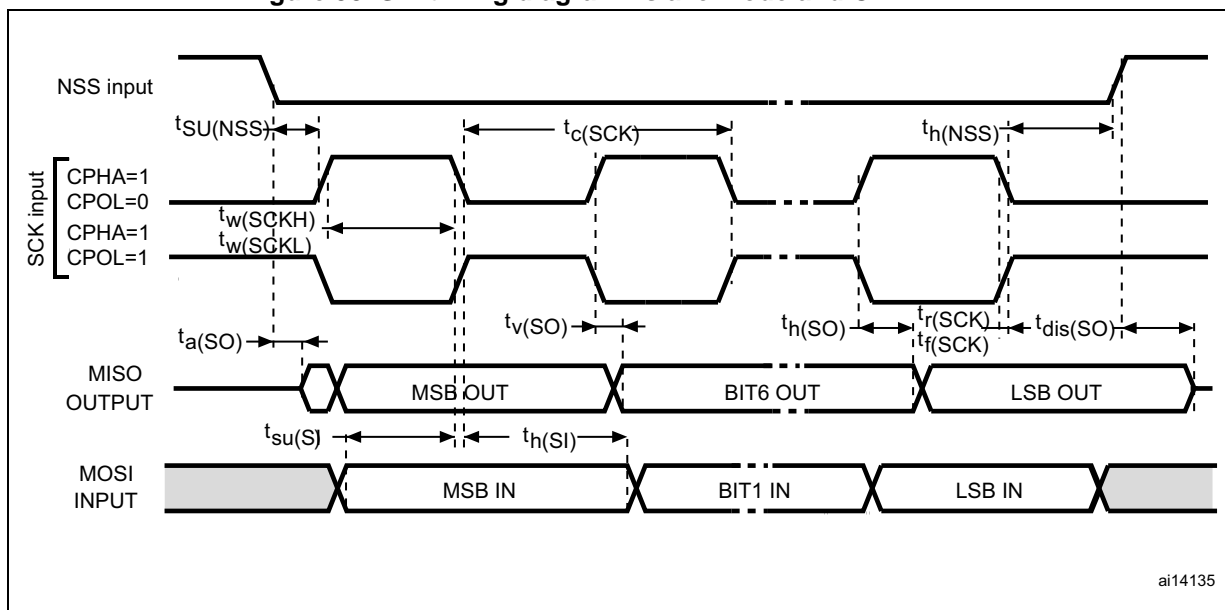 NSS input
tSU(NSS)
tc(SCK)
th(NSS)
SCK input
CPHA=1
CPOL=0
CPHA=1
CPOL=1
tw(SCKH)
tw(SCKL)
ta(SO)
tv(SO)
th(SO)
tr(SCK)
tf(SCK)
tdis(SO)
MISO
OUTPUT
MSB OUT
BIT6 OUT
LSB OUT
tsu(SI)
th(SI)
MOSI
INPUT
MSB IN
BIT1 IN
LSB IN
ai14135